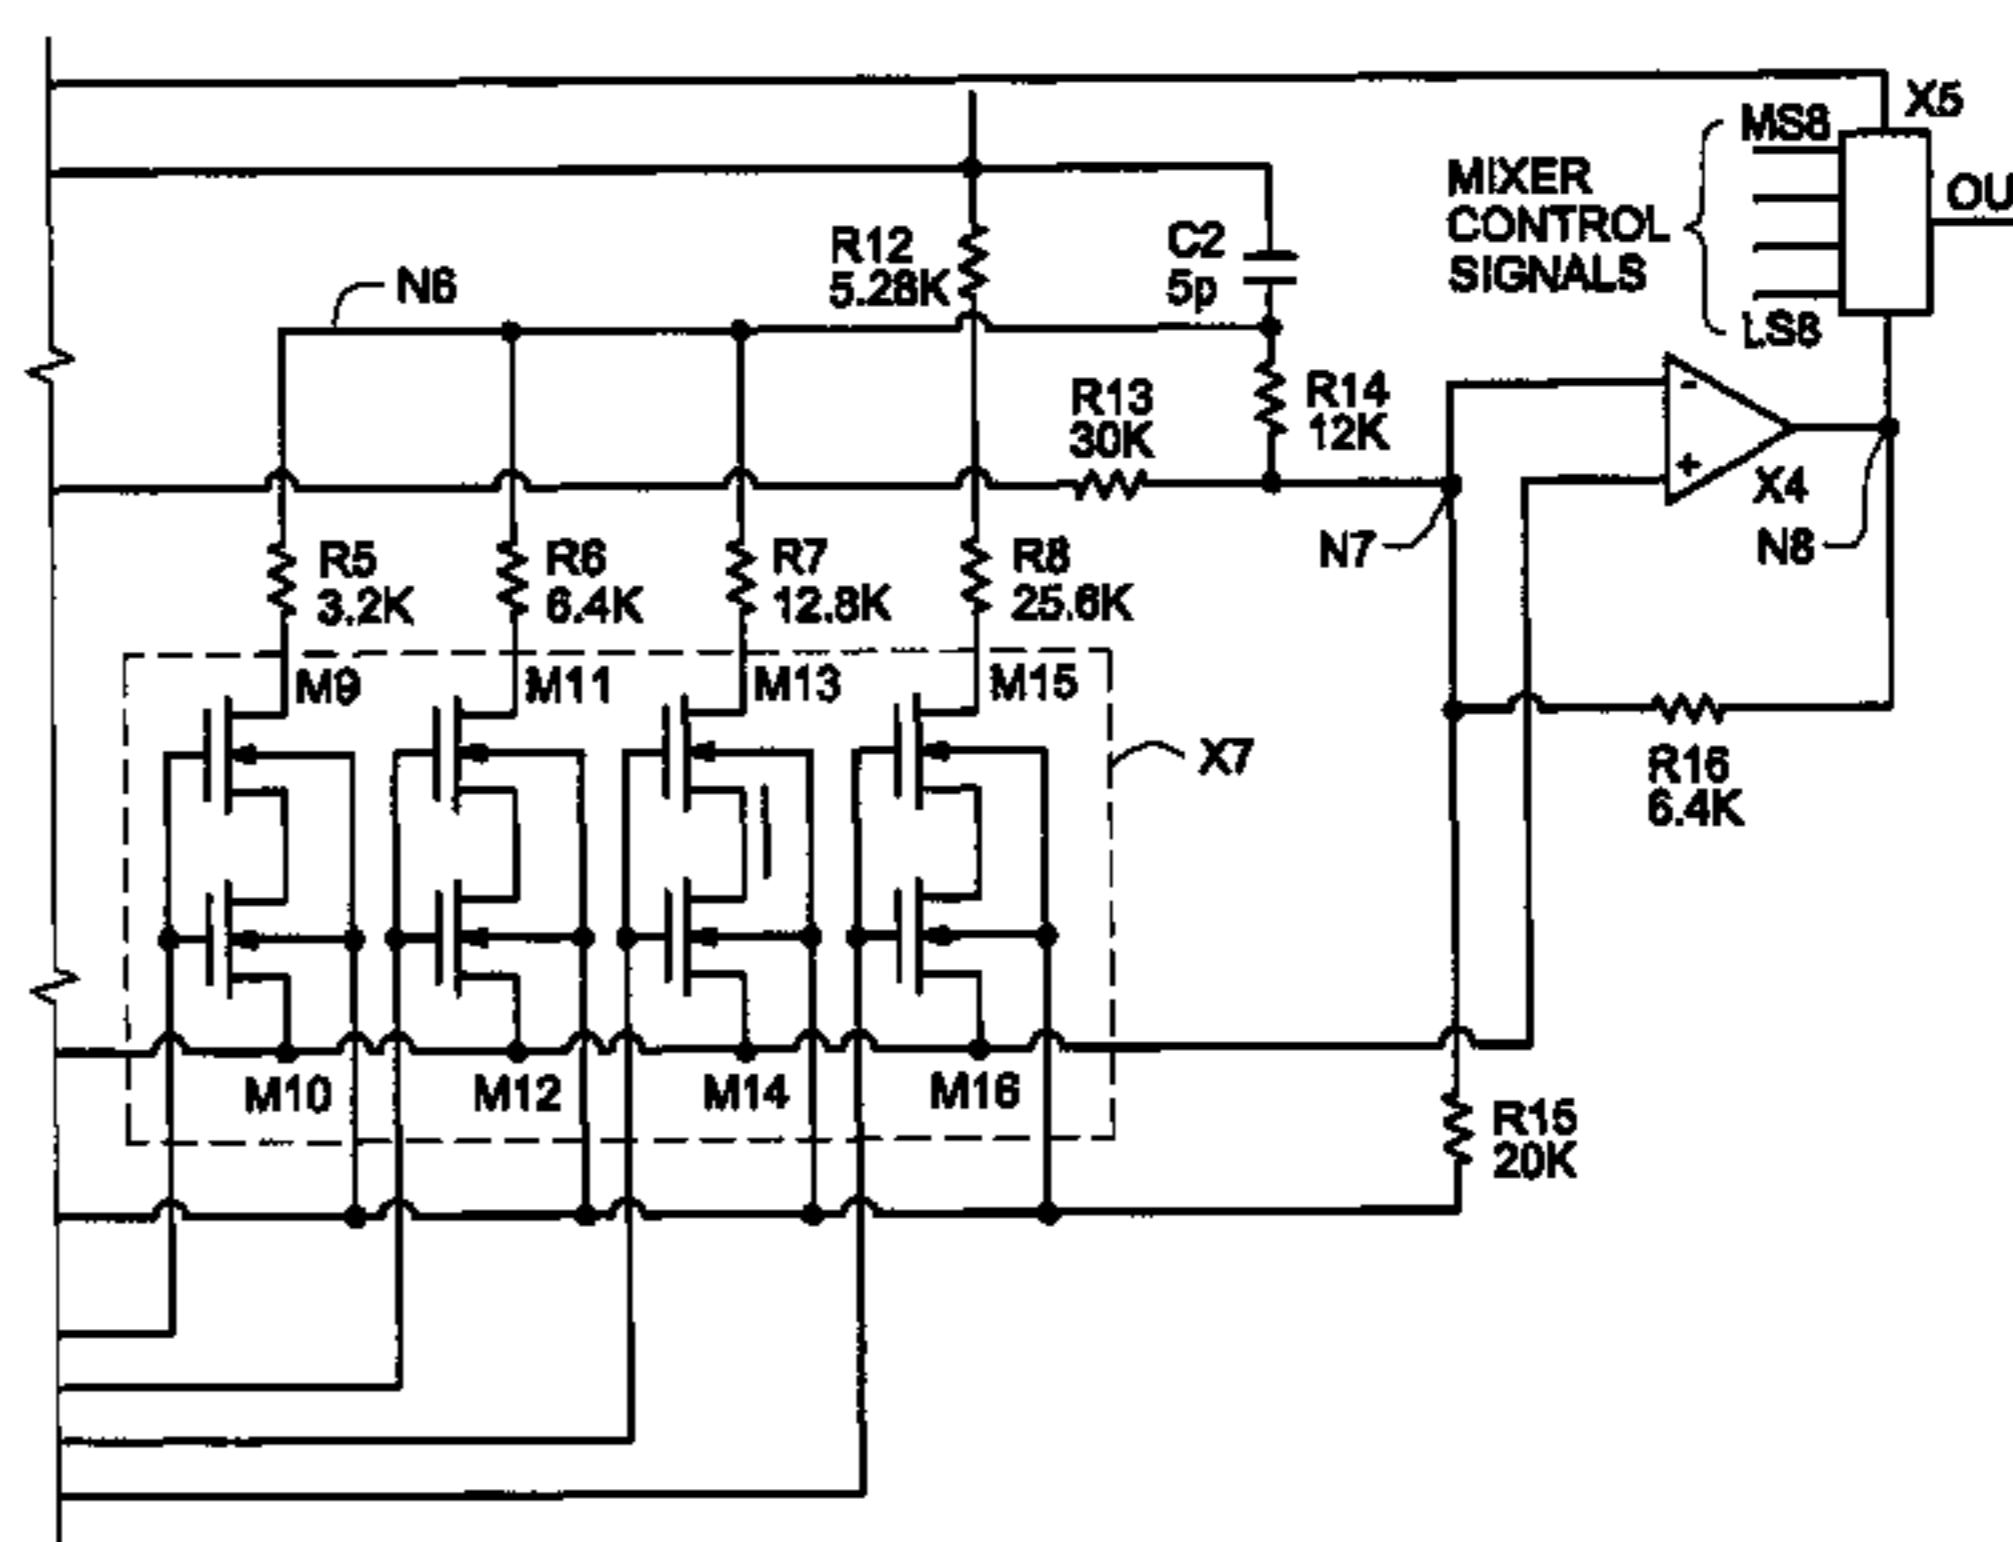 X5
MS8
MIXER
CONTROL
SIGNALS
OU
LS8
R12
5.28K
C2
5p
N6
R13
30K
R14
12K
X4
N7
N8
R5
3.2K
R6
6.4K
R7
12.8K
R8
25.6K
M9
M11
M13
M15
X7
R16
6.4K
M10
M12
M14
M16
R15
20K
-
+